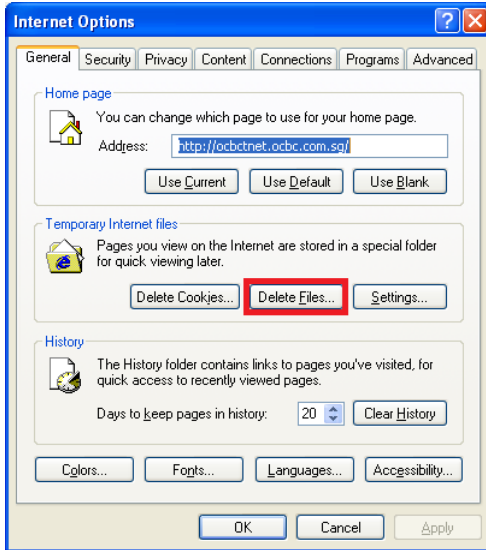 Internet Options
General Security Privacy Content Connections Programs Advanced
Home page
You can change which page to use for your home page.
Address: http://ocbctnet.ocbc.com.sg/
Use Current Use Default Use Blank
Temporary Internet files
Pages you view on the Internet are stored in a special folder
for quick viewing later.
Delete Cookies... Delete Files... Settings...
History
The History folder contains links to pages you've visited, for
quick access to recently viewed pages.
Days to keep pages in history: 20 Clear History
Colors... Fonts... Languages... Accessibility...
OK Cancel Apply